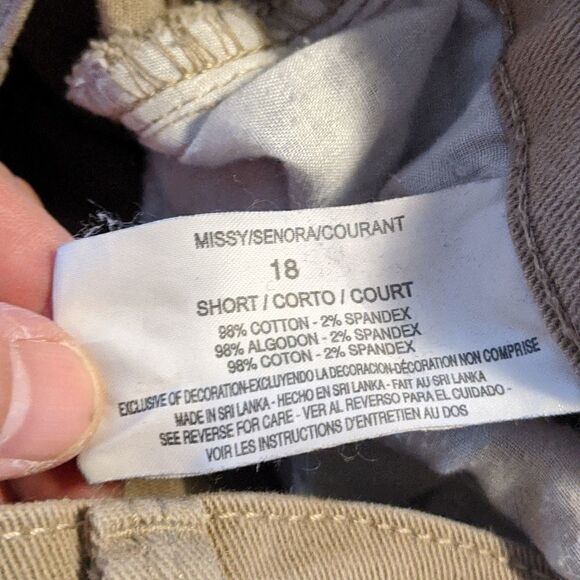 MISSY/SENORA/COURANT
18
SHORT / CORTO / COURT
98% COTTON - 2% SPANDEX
98% ALGODON - 2% SPANDEX
98% COTON - 2% SPANDEX
EXCLUSIVE OF DECORATION-EXCLUYENDO LA DECORACION-DÉCORATION NON COMPRISE
MADE IN SRI LANKA - HECHO EN SRI LANKA - FAIT AU SRI LANKA
SEE REVERSE FOR CARE - VER AL REVERSO PARA EL CUIDADO -
VOIR LES INSTRUCTIONS D'ENTRETIEN AU DOS